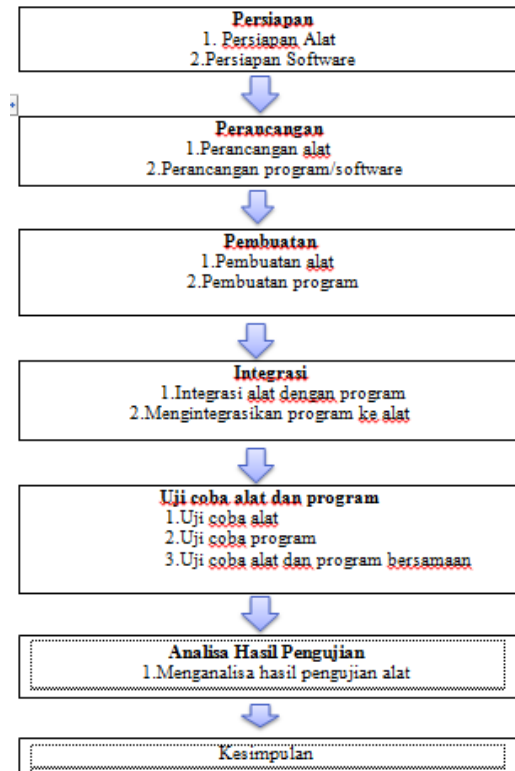 Persiapan
1. Persiapan Alat
2.Persiapan Software
Perancangan
1.Perancangan alat
2.Perancangan program/software
Pembuatan
1.Pembuatan alat
2.Pembuatan program
Integrasi
1.Integrasi alat dengan program
2.Mengintegrasikan program ke alat
Uji coba alat dan program
1.Uji coba alat
2.Uji coba program
3.Uji coba alat dan program bersamaan
Analisa Hasil Pengujian
1.Menganalisa hasil pengujian alat
Kesimpulan